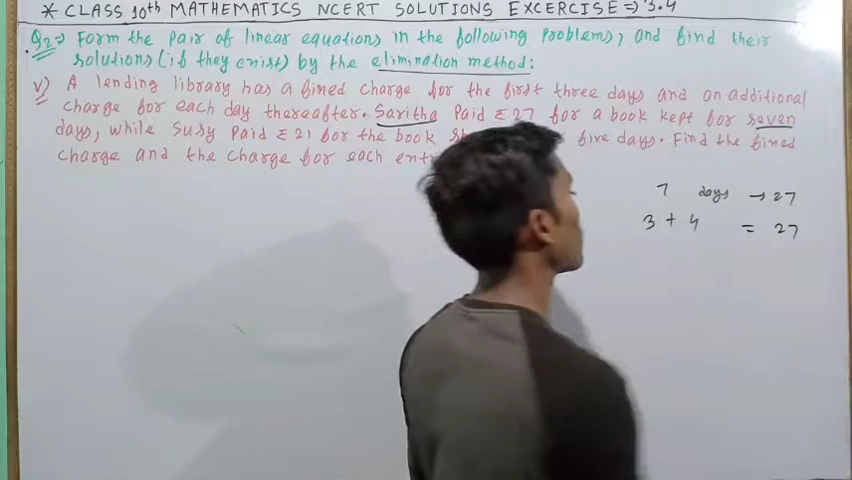 * CLASS 10th MATHEMATICS NCERT SOLUTIONS EXCERCISE ⇒ 3.4
Q2⇒ Form the pair of linear equations in the following problems, and find their
solutions (if they exist) by the elimination method:
v) A lending library has a fixed charge for the first three days and an additional
charge for each day thereafter. Saritha Paid ₹ 27 for a book kept for seven
days, while Susy Paid ₹ 21 for the book five days. Find the fixed
charge and the charge for each
7 days → 27
3 + 4 = 27